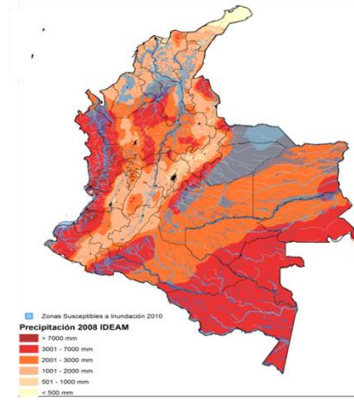 Zonas Susceptibles a Inundación 2010
Precipitación 2008 IDEAM
> 7000 mm
3001 - 7000 mm
2001 - 3000 mm
1001 - 2000 mm
501 - 1000 mm
< 500 mm